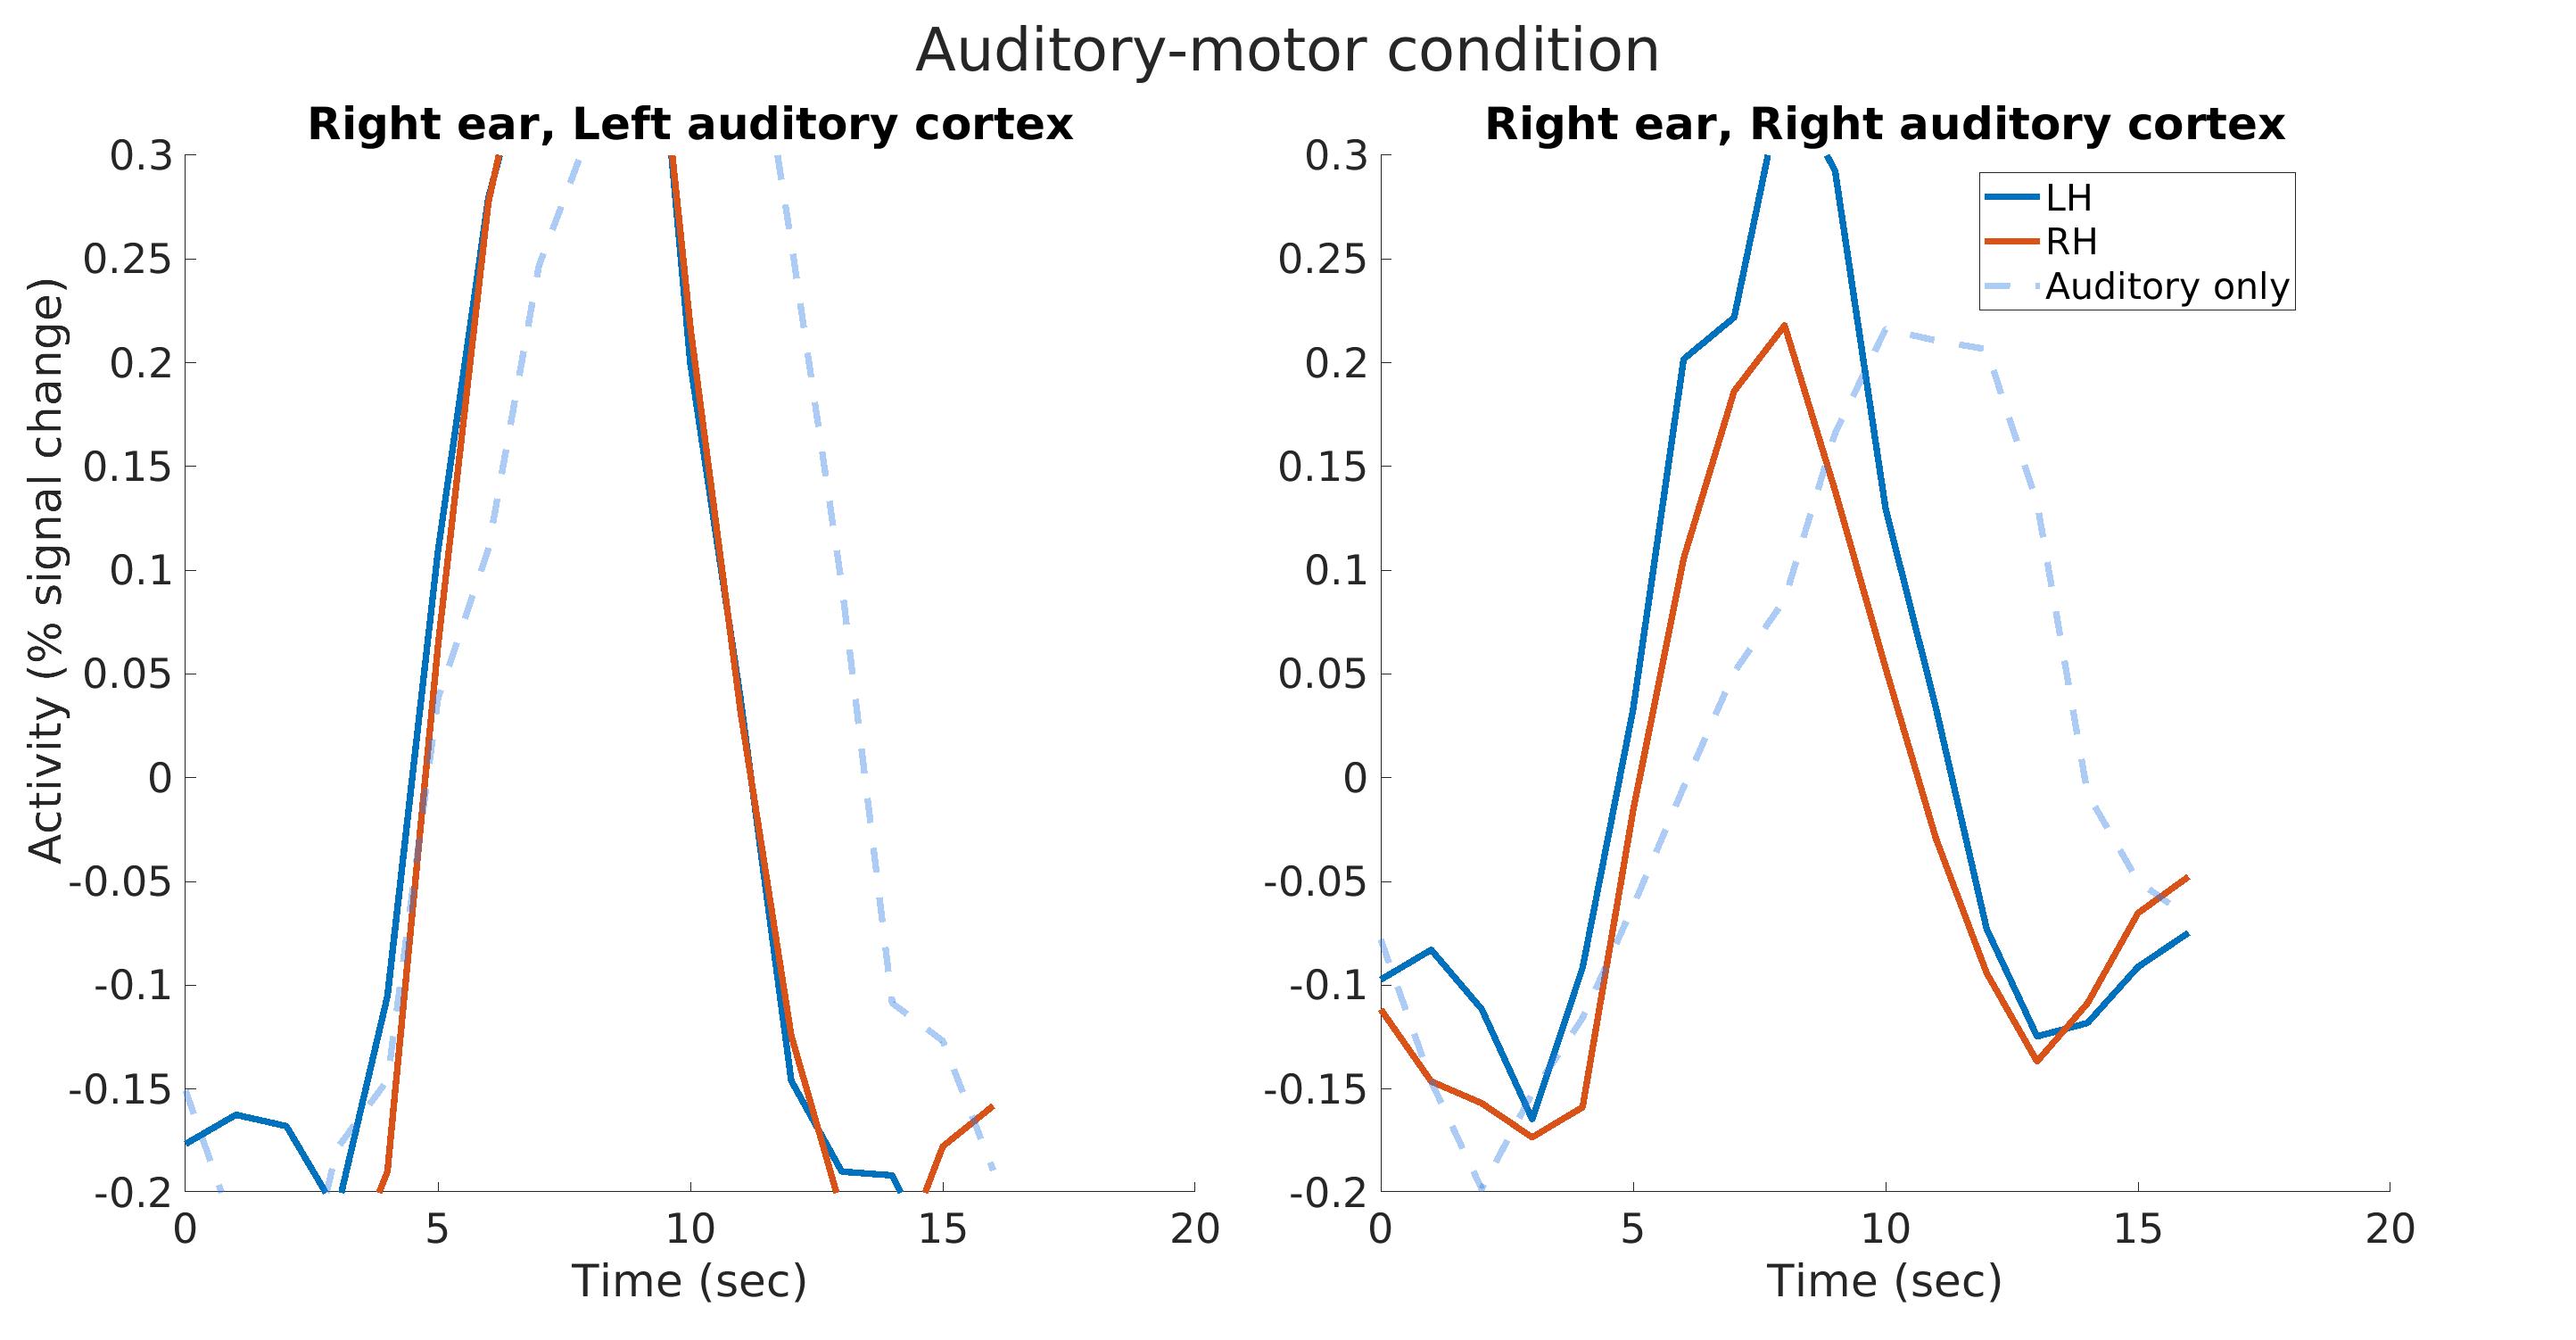 Auditory-motor condition
Right ear, Left auditory cortex
Activity (% signal change)
0.3
0.25
0.2
0.15
0.1
0.05
0
-0.05
-0.1
-0.15
-0.2
0 5 10 15 20
Time (sec)
Right ear, Right auditory cortex
LH
RH
Auditory only
0.3
0.25
0.2
0.15
0.1
0.05
0
-0.05
-0.1
-0.15
-0.2
0 5 10 15 20
Time (sec)